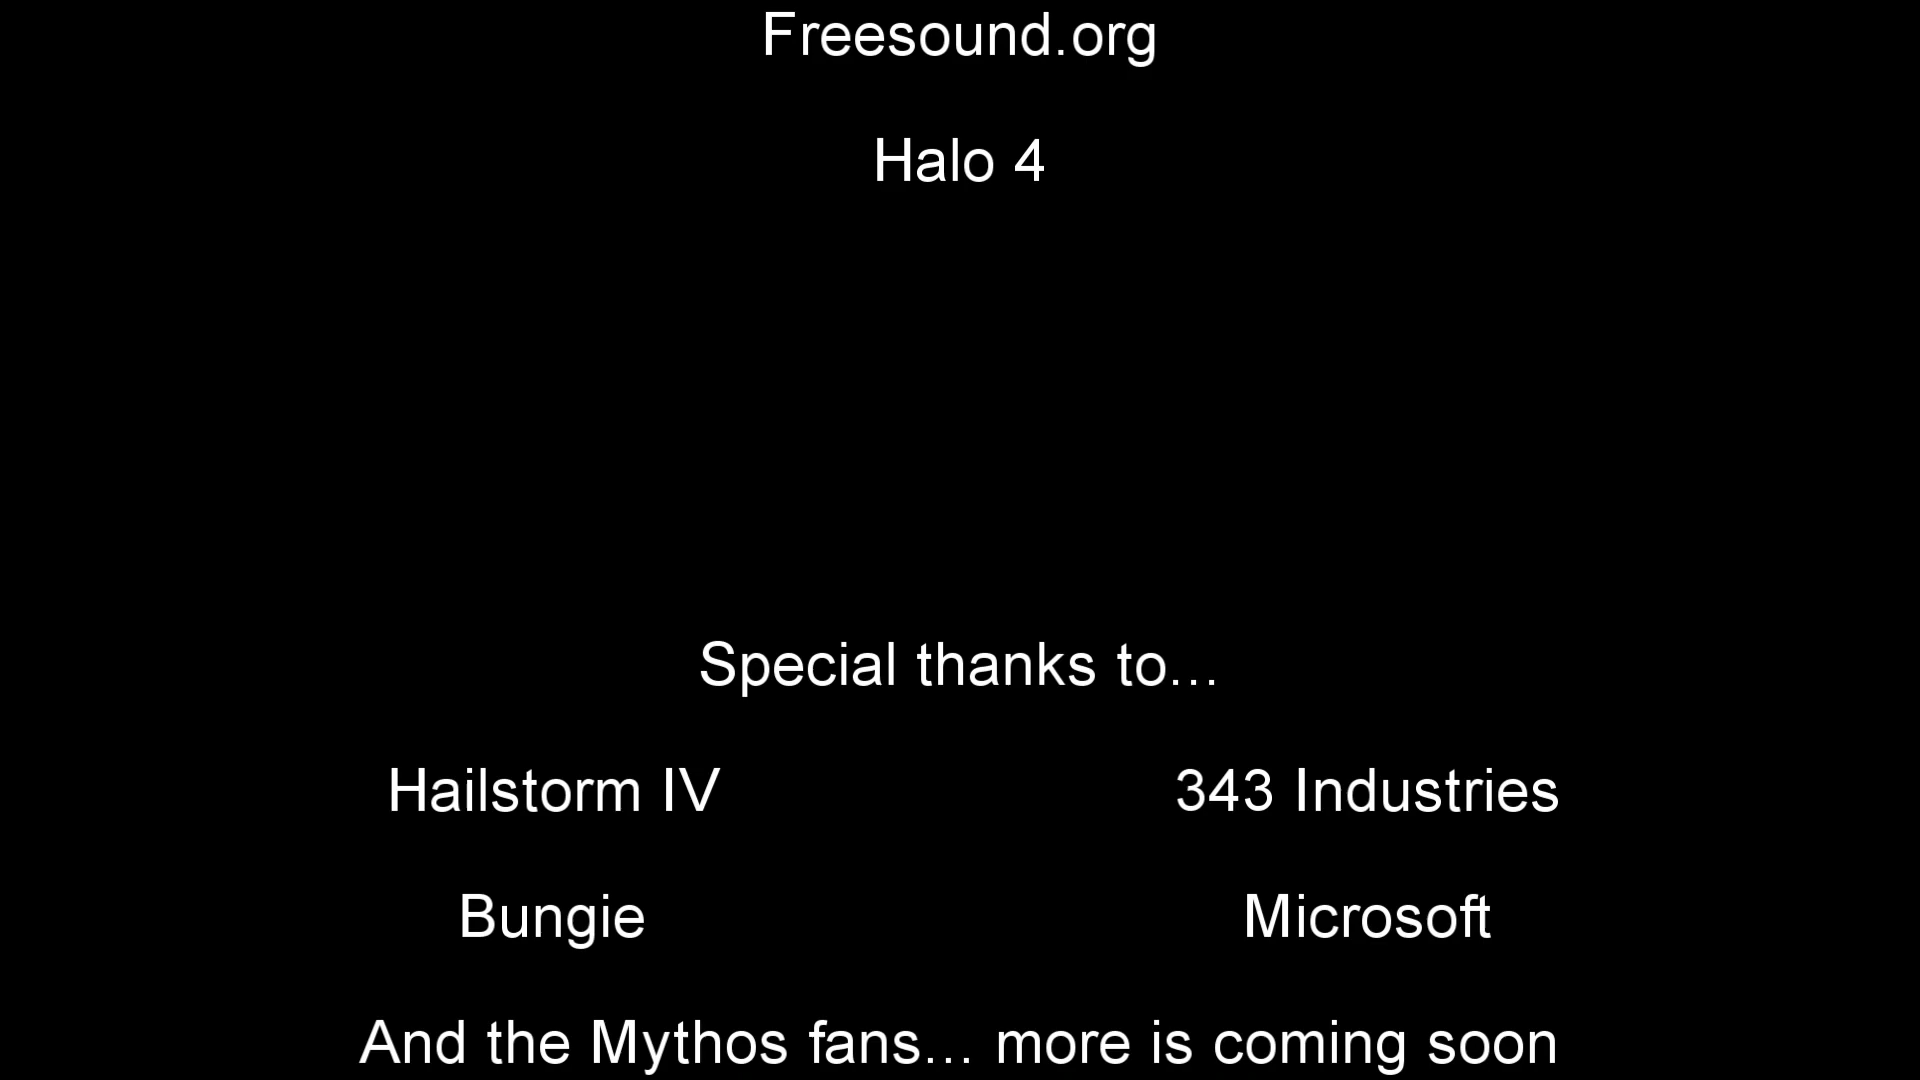 Freesound.org
Halo 4
Special thanks to...
Hailstorm IV 343 Industries
Bungie Microsoft
And the Mythos fans... more is coming soon